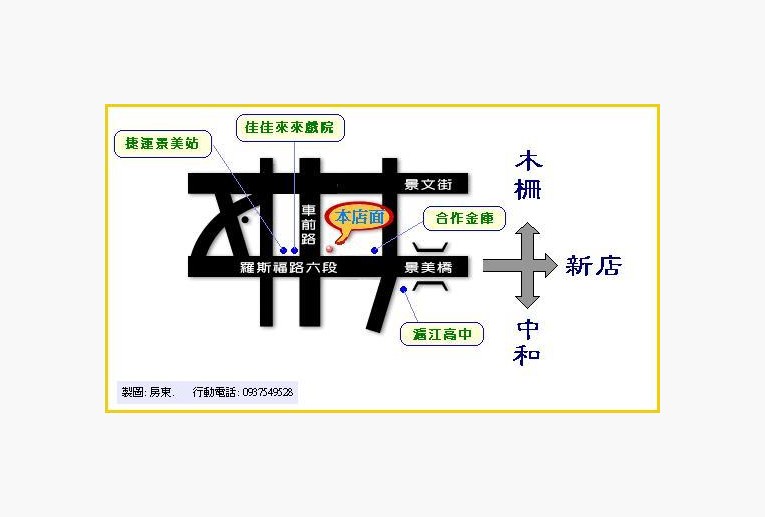 佳佳來來戲院
捷運景美站
木柵
景文街
車前路
本店面
合作金庫
羅斯福路六段
景美橋
新店
滬江高中
中和
製圖: 房東.　行動電話: 0937549528